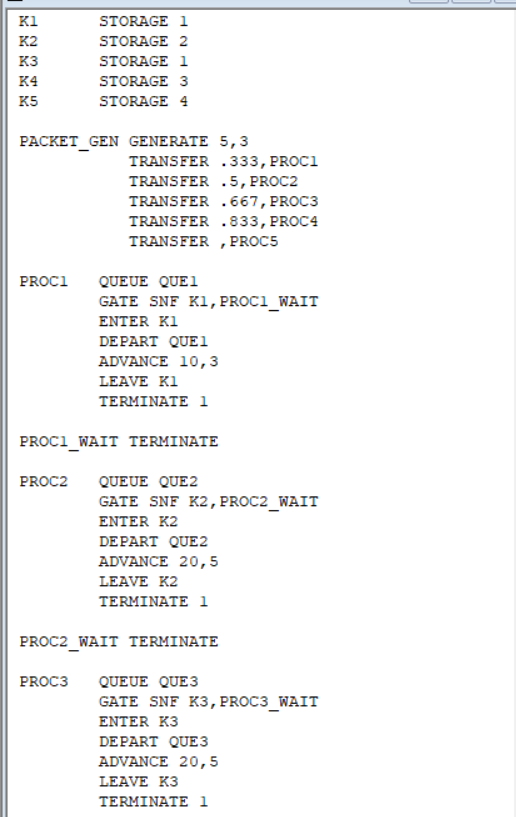 K1 STORAGE 1
K2 STORAGE 2
K3 STORAGE 1
K4 STORAGE 3
K5 STORAGE 4
PACKET_GEN GENERATE 5,3
TRANSFER .333,PROC1
TRANSFER .5,PROC2
TRANSFER .667,PROC3
TRANSFER .833,PROC4
TRANSFER ,PROC5
PROC1 QUEUE QUE1
GATE SNF K1,PROC1_WAIT
ENTER K1
DEPART QUE1
ADVANCE 10,3
LEAVE K1
TERMINATE 1
PROC1_WAIT TERMINATE
PROC2 QUEUE QUE2
GATE SNF K2,PROC2_WAIT
ENTER K2
DEPART QUE2
ADVANCE 20,5
LEAVE K2
TERMINATE 1
PROC2_WAIT TERMINATE
PROC3 QUEUE QUE3
GATE SNF K3,PROC3_WAIT
ENTER K3
DEPART QUE3
ADVANCE 20,5
LEAVE K3
TERMINATE 1